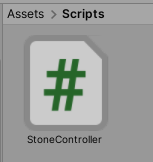 Assets > Scripts
#
StoneController